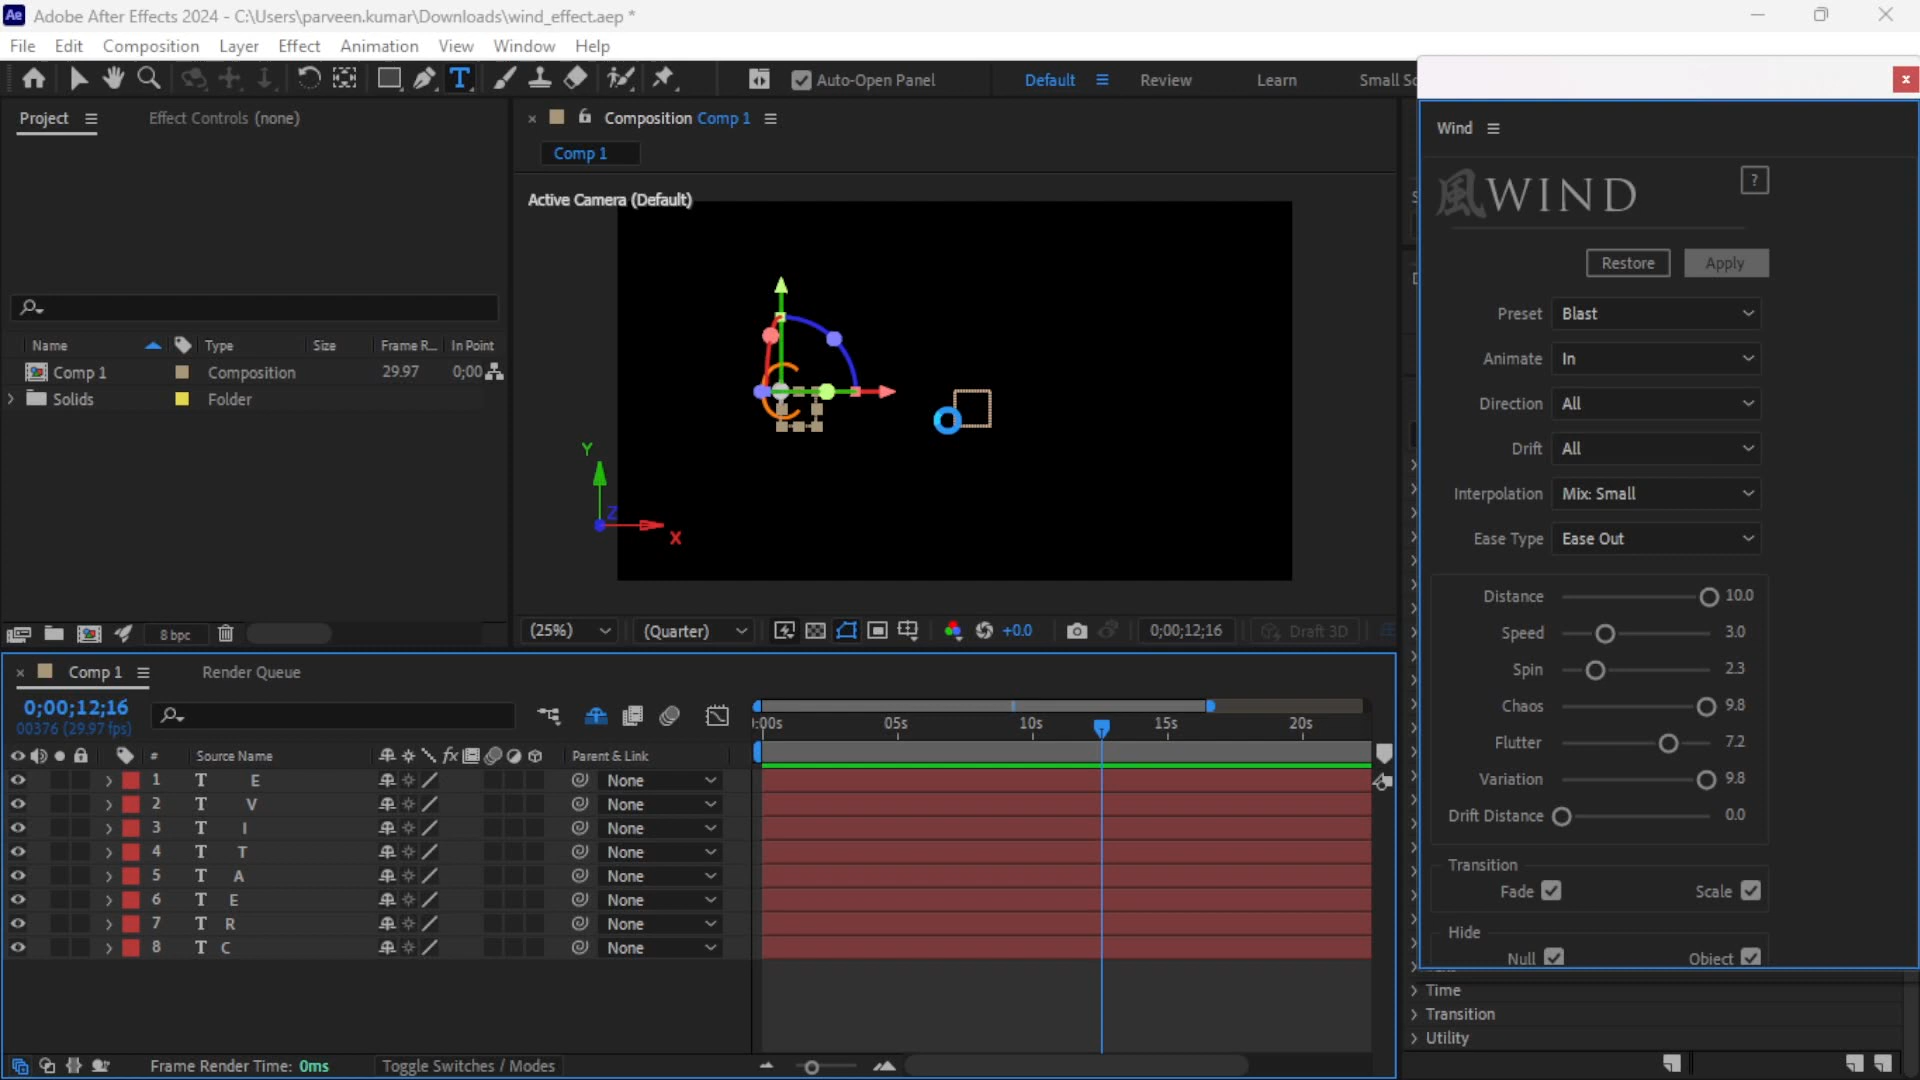 Adobe After Effects 2024 - C:\Users\parveen.kumar\Downloads\wind_effect.aep *
File Edit Composition Layer Effect Animation View Window Help
Auto-Open Panel
Default Review Learn Small
Project Effect Controls (none)
Composition Comp 1
Comp 1
Active Camera (Default)
Name Type Size Frame R... In Point
Comp 1 Composition 29.97 0;00
Solids Folder
Y
Z
X
8 bpc
(25%) (Quarter) +0.0 0;00;12;16 Draft 3D
Comp 1 Render Queue
0;00;12;16
00376 (29.97 fps)
:00s 05s 10s 15s 20s
# Source Name fx Parent & Link
1 T E None
2 T V None
3 T I None
4 T T None
5 T A None
6 T E None
7 T R None
8 T C None
Frame Render Time: 0ms Toggle Switches / Modes
Wind
風WIND
?
Restore Apply
Preset Blast
Animate In
Direction All
Drift All
Interpolation Mix: Small
Ease Type Ease Out
Distance 10.0
Speed 3.0
Spin 2.3
Chaos 9.8
Flutter 7.2
Variation 9.8
Drift Distance 0.0
Transition
Fade Scale
Hide
Null Object
Time
Transition
Utility